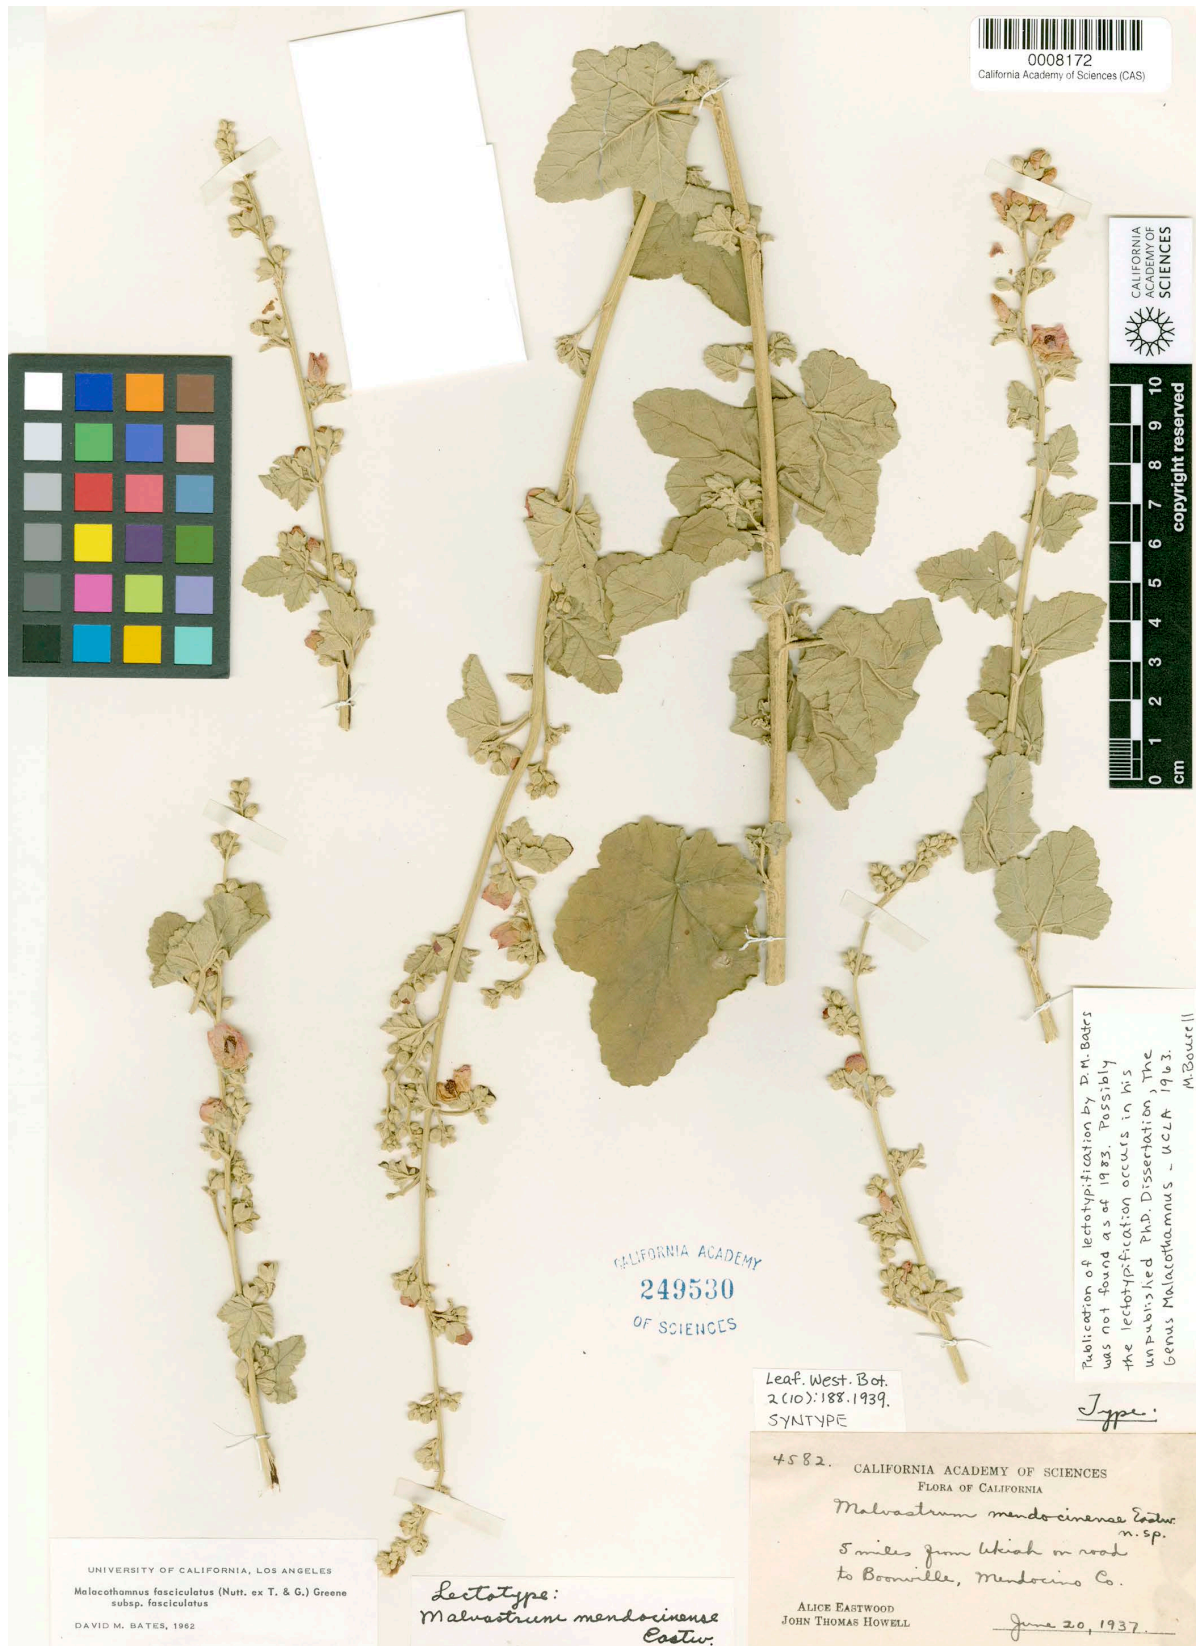 0008172
California Academy of Sciences (CAS)
CALIFORNIA
ACADEMY OF
SCIENCES
10
9
8
7
6
5
4
3
2
1
0
cm
copyright reserved
Publication of lectotypification by D.M. Bates
was not found as of 1983. Possibly
the lectotypification occurs in his
unpublished Ph.D. Dissertation, The
Genus Malacothamnus - UCLA 1963.
M. Bourell
CALIFORNIA ACADEMY
249530
OF SCIENCES
Leaf. West. Bot.
2(10):188.1939.
SYNTYPE
Type:
4582.
CALIFORNIA ACADEMY OF SCIENCES
FLORA OF CALIFORNIA
Malvastrum mendocinense Eastw.
n. sp.
5 miles from Ukiah on road
to Boonville, Mendocino Co.
ALICE EASTWOOD
JOHN THOMAS HOWELL
June 20, 1937.
UNIVERSITY OF CALIFORNIA, LOS ANGELES
Malacothamnus fasciculatus (Nutt. ex T. & G.) Greene
subsp. fasciculatus
DAVID M. BATES, 1962
Lectotype:
Malvastrum mendocinense
Eastw.